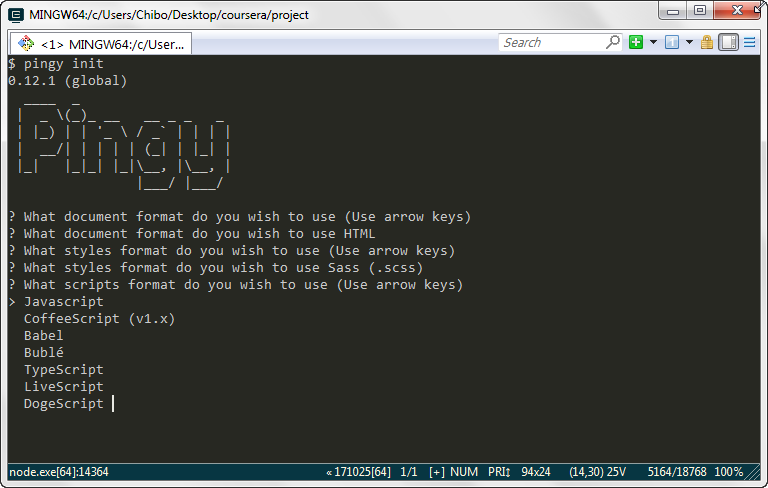 MINGW64:/c/Users/Chibo/Desktop/coursera/project
<1> MINGW64:/c/User...
Search
$ pingy init
0.12.1 (global)
Pingy
? What document format do you wish to use (Use arrow keys)
? What document format do you wish to use HTML
? What styles format do you wish to use (Use arrow keys)
? What styles format do you wish to use Sass (.scss)
? What scripts format do you wish to use (Use arrow keys)
> Javascript
CoffeeScript (v1.x)
Babel
Bublé
TypeScript
LiveScript
DogeScript
node.exe[64]:14364 « 171025[64] 1/1 [+] NUM PRI↕ 94x24 (14,30) 25V 5164/18768 100%